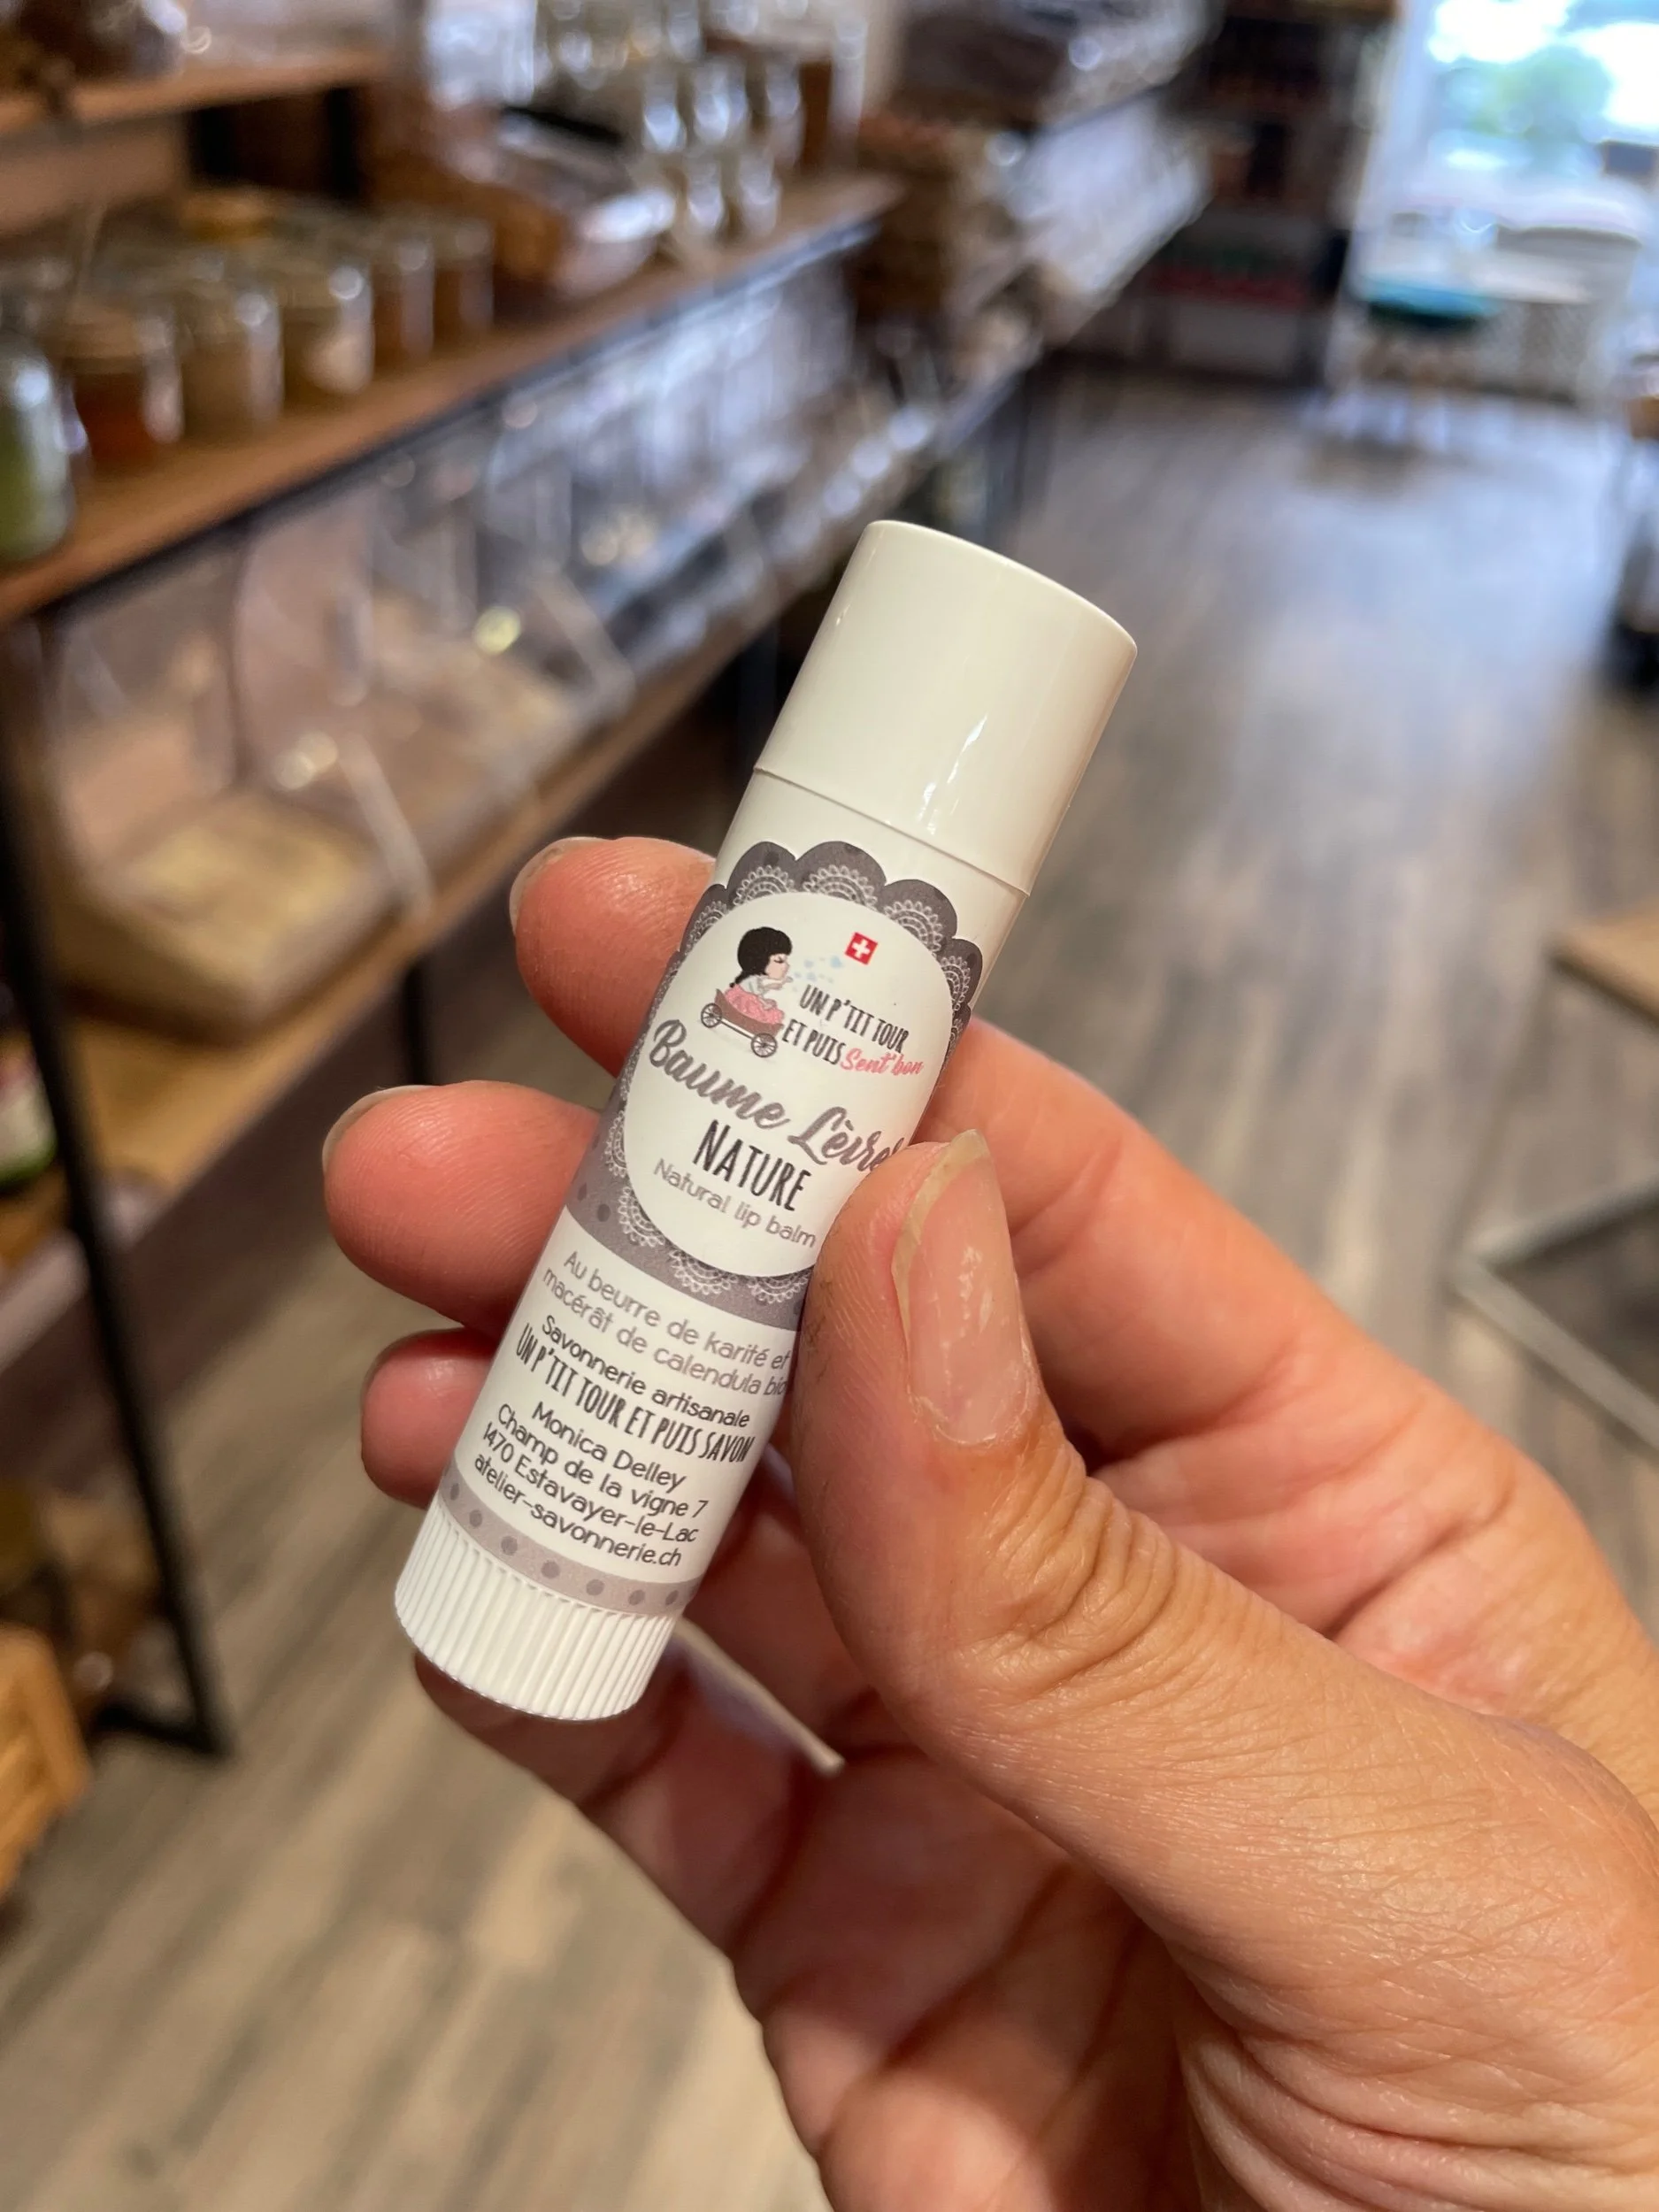 UN P'TIT TOUR
ET PUIS Sent'bon
Baume Lèvres
NATURE
Natural lip balm
Au beurre de karité et
macérât de calendula bio
Savonnerie artisanale
UN P'TIT TOUR ET PUIS SAVON
Monica Delley
Champ de la vigne 7
1470 Estavayer-le-Lac
atelier-savonnerie.ch